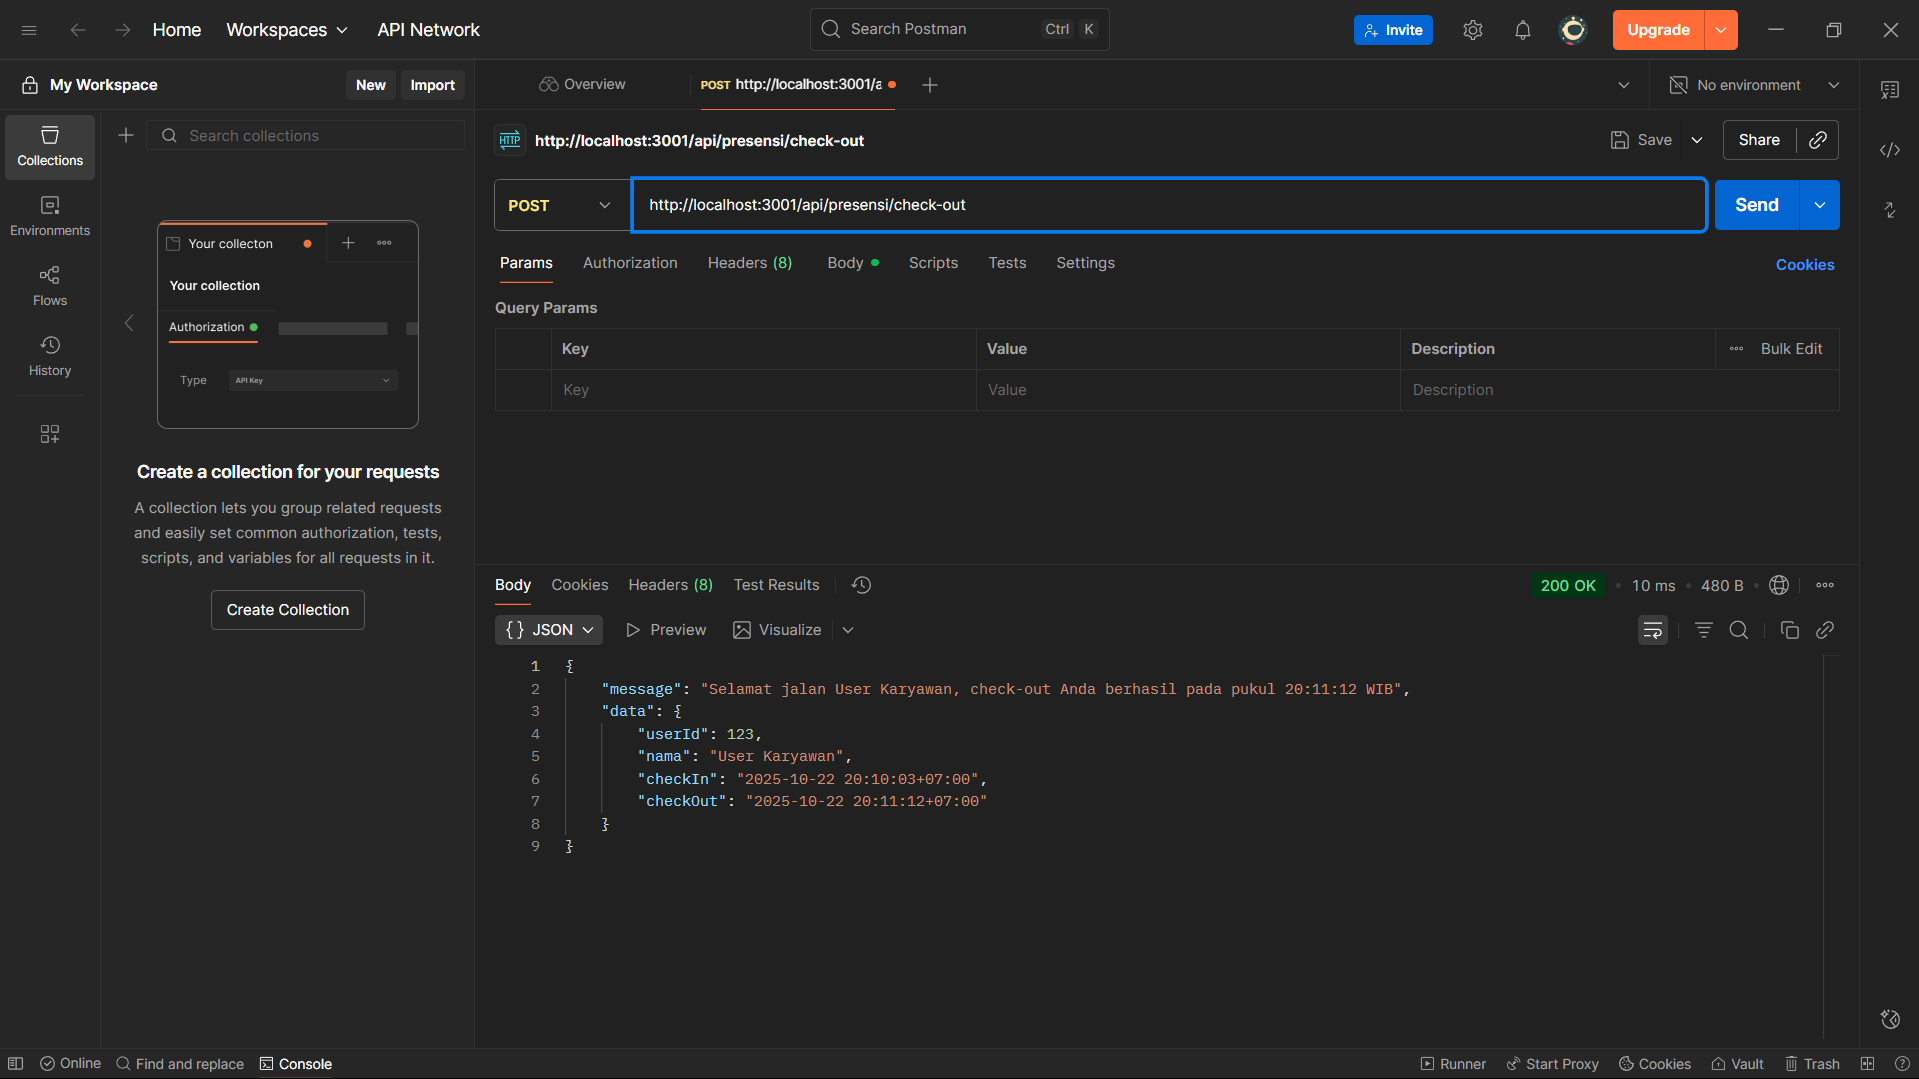 Home Workspaces API Network Search Postman Ctrl K Invite Upgrade
My Workspace New Import Overview POST http://localhost:3001/a No environment
Collections
Environments
Flows
History
Search collections
Your collecton
Your collection
Authorization
Type API Key
Create a collection for your requests
A collection lets you group related requests
and easily set common authorization, tests,
scripts, and variables for all requests in it.
Create Collection
HTTP http://localhost:3001/api/presensi/check-out Save Share
POST http://localhost:3001/api/presensi/check-out Send
Params Authorization Headers (8) Body Scripts Tests Settings Cookies
Query Params
Key Value Description Bulk Edit
Key Value Description
Body Cookies Headers (8) Test Results 200 OK 10 ms 480 B
{} JSON Preview Visualize
1 {
2 "message": "Selamat jalan User Karyawan, check-out Anda berhasil pada pukul 20:11:12 WIB",
3 "data": {
4 "userId": 123,
5 "nama": "User Karyawan",
6 "checkIn": "2025-10-22 20:10:03+07:00",
7 "checkOut": "2025-10-22 20:11:12+07:00"
8 }
9 }
Online Find and replace Console Runner Start Proxy Cookies Vault Trash